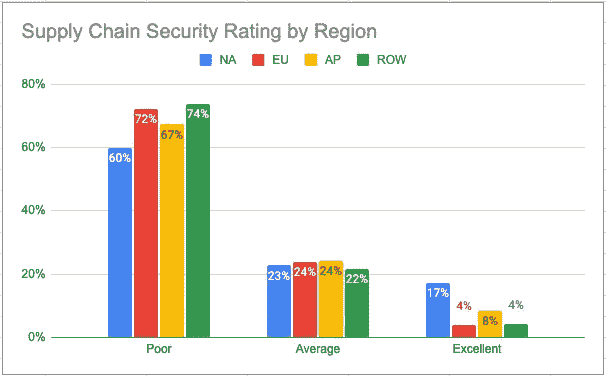 Supply Chain Security Rating by Region
NA EU AP ROW
80%
60%
40%
20%
0%
60% 72% 67% 74%
23% 24% 24% 22%
17% 4% 8% 4%
Poor Average Excellent